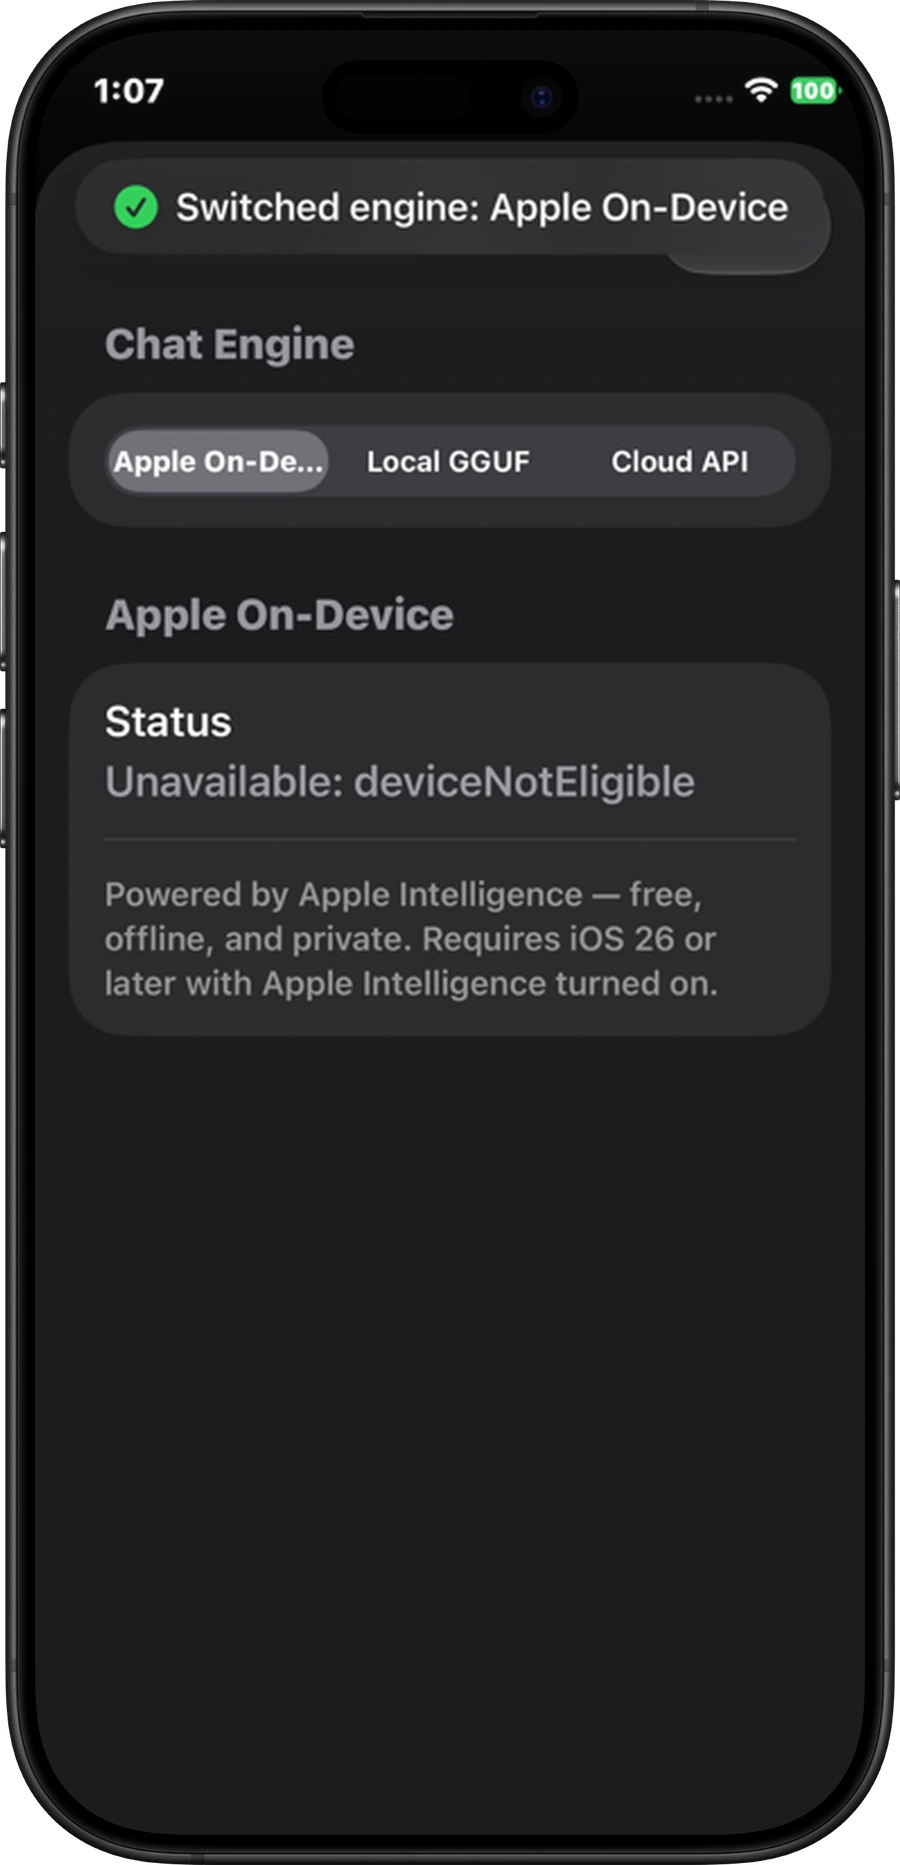 1:07
100
Switched engine: Apple On-Device
Chat Engine
Apple On-De...
Local GGUF
Cloud API
Apple On-Device
Status
Unavailable: deviceNotEligible
Powered by Apple Intelligence — free,
offline, and private. Requires iOS 26 or
later with Apple Intelligence turned on.